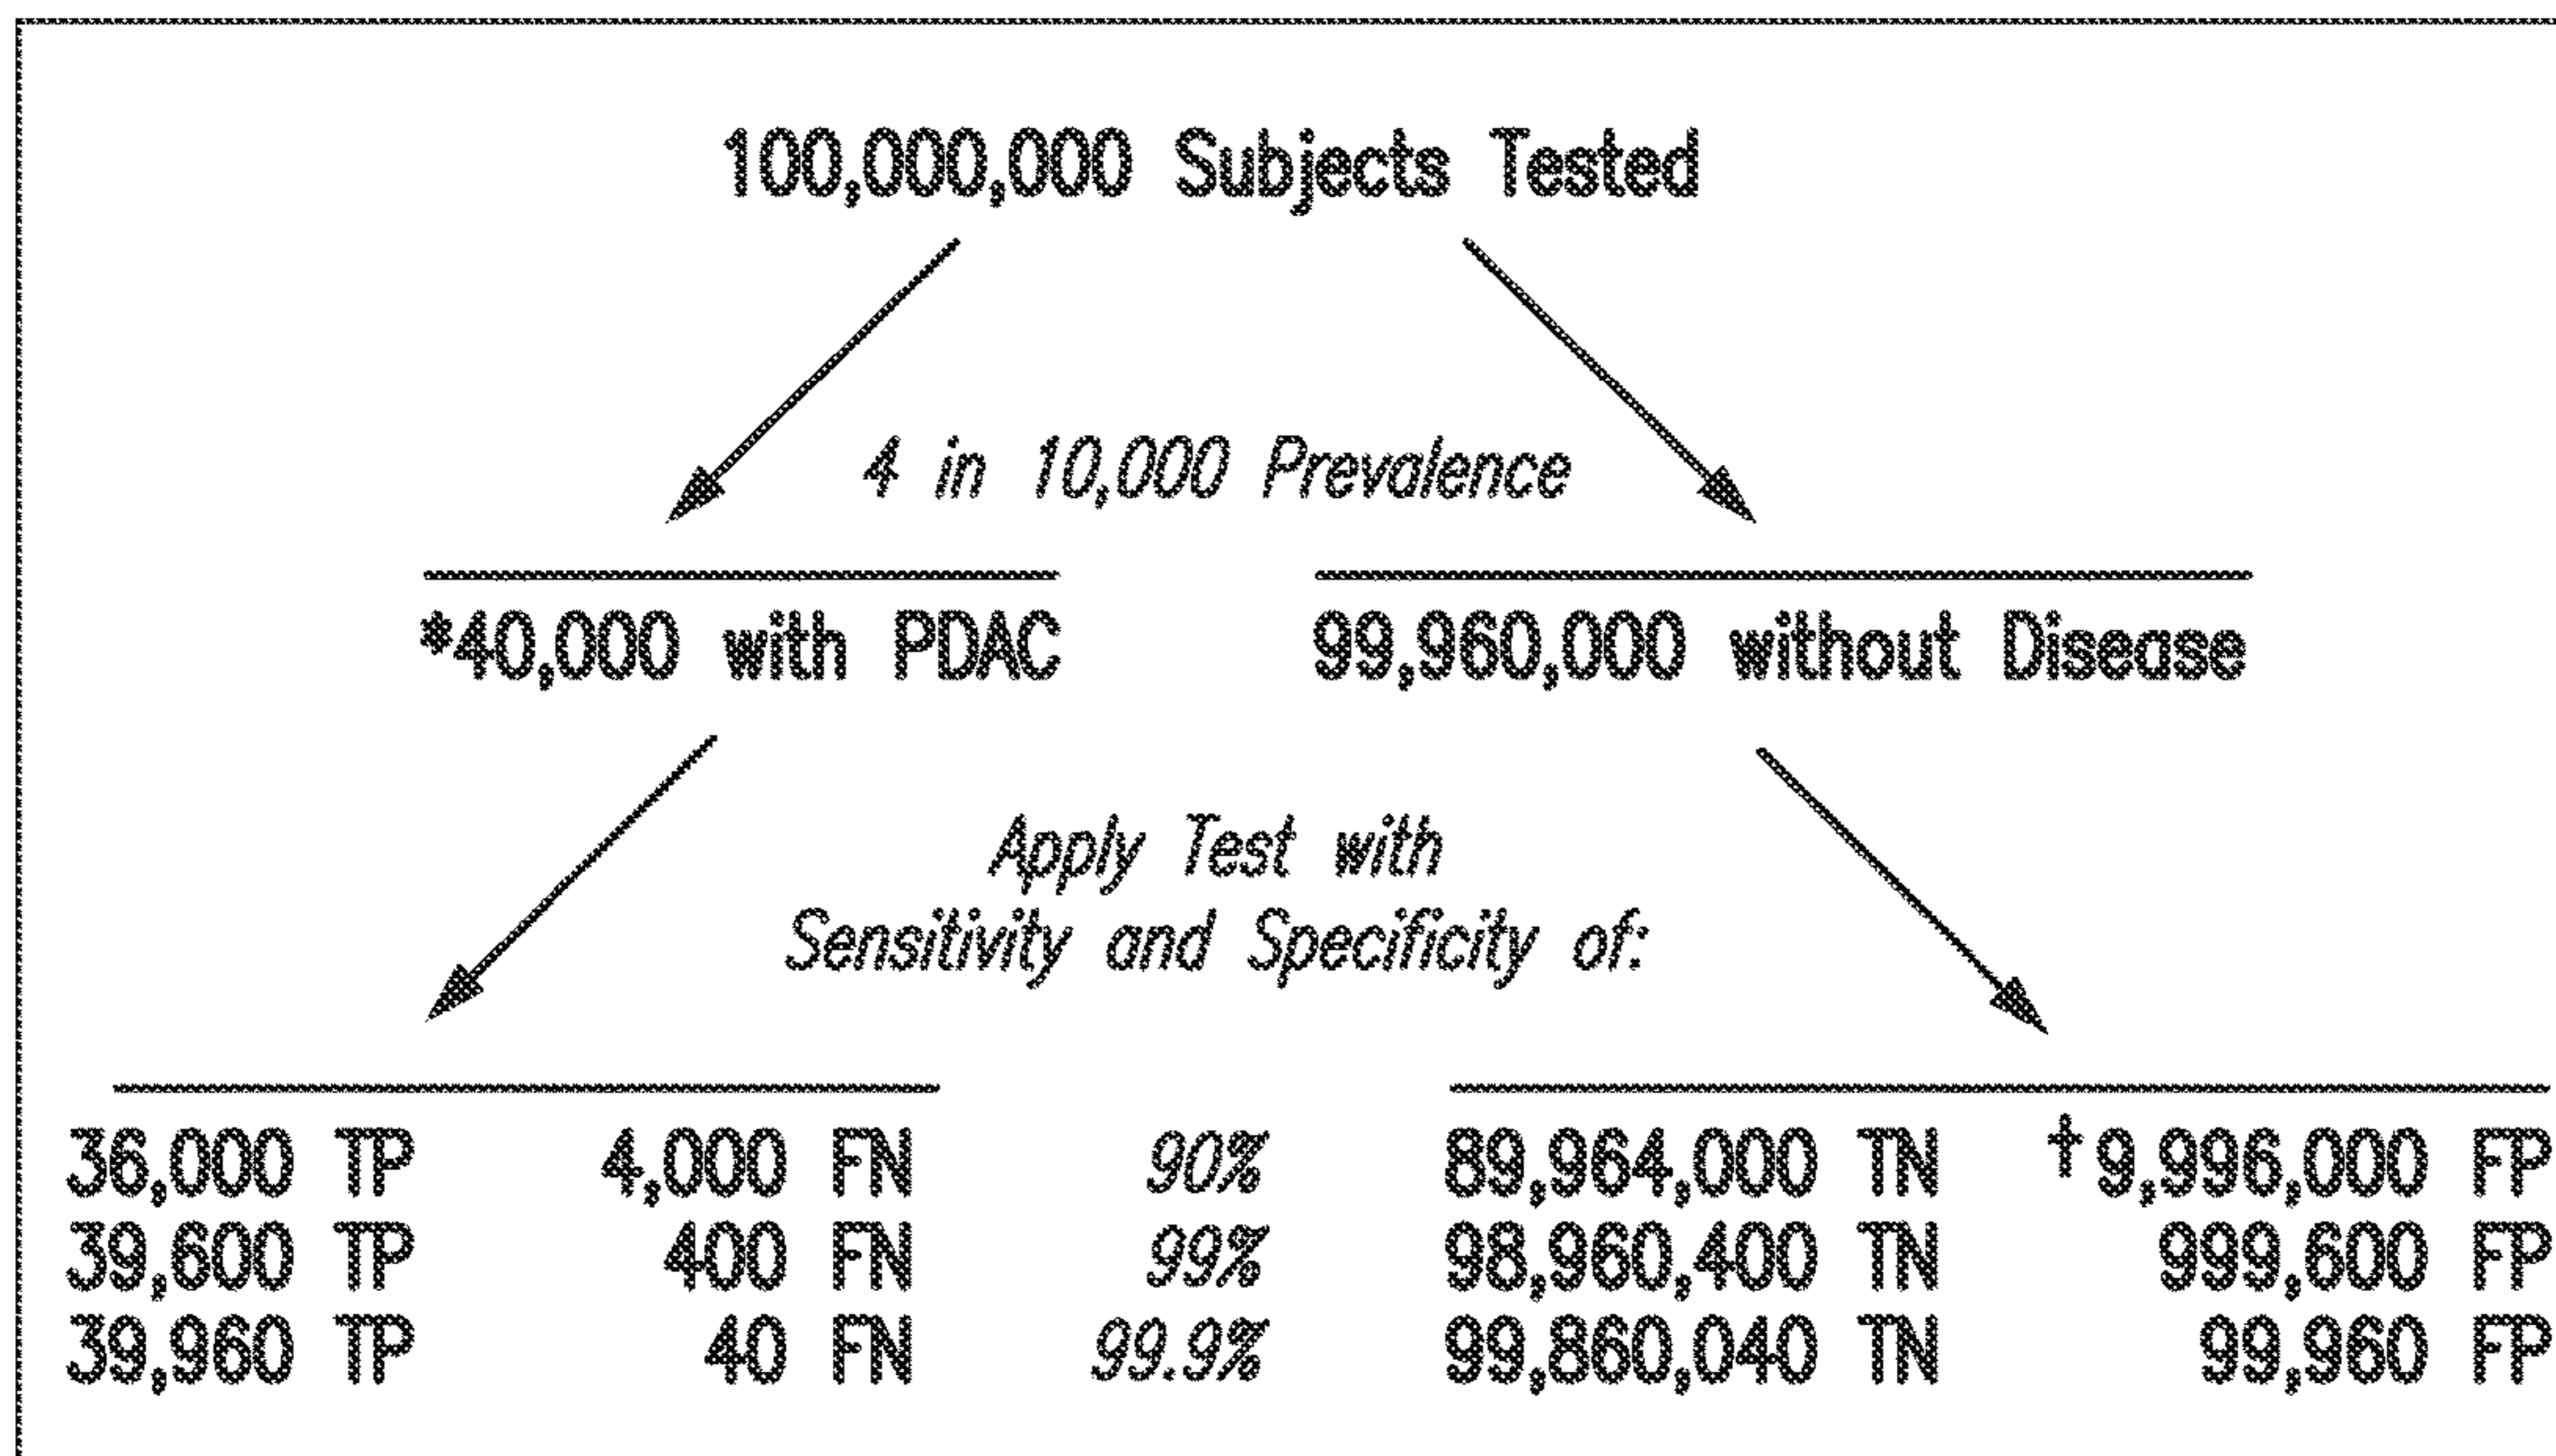 100,000,000 Subjects Tested
4 in 10,000 Prevalence
*40,000 with PDAC 99,960,000 without Disease
Apply Test with
Sensitivity and Specificity of:
36,000 TP 4,000 FN 90% 89,964,000 TN †9,996,000 FP
39,600 TP 400 FN 99% 98,960,400 TN 999,600 FP
39,960 TP 40 FN 99.9% 99,860,040 TN 99,960 FP